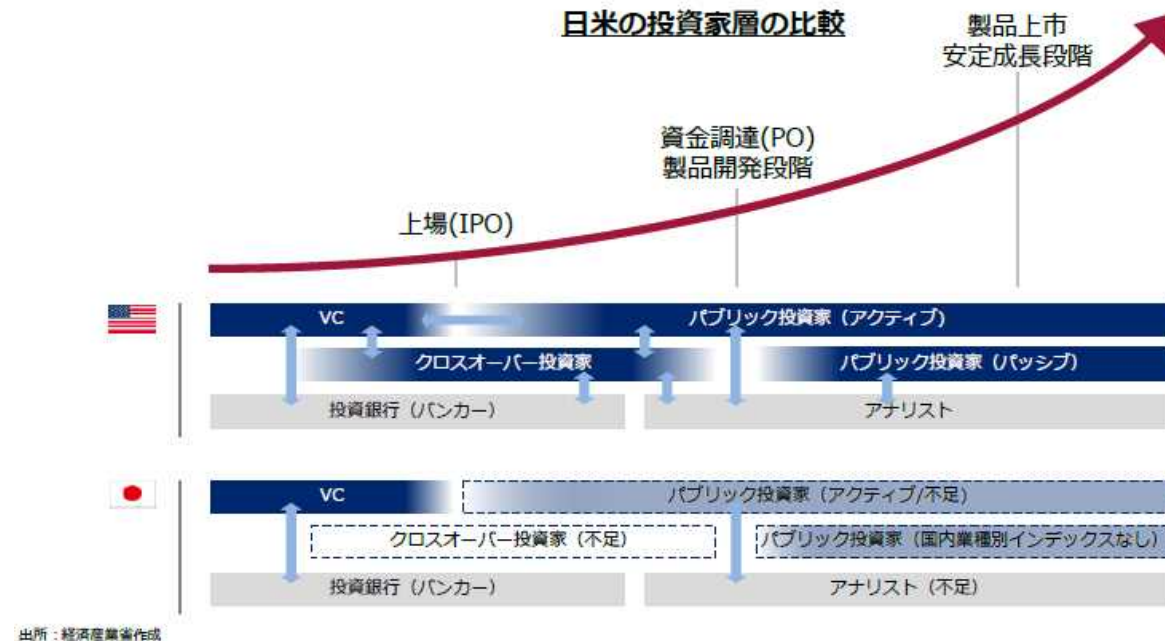 日米の投資家層の比較
製品上市
安定成長段階
資金調達(PO)
製品開発段階
上場(IPO)
VC
パブリック投資家（アクティブ)
クロスオーバー投資家
パブリック投資家（パッシブ）
投資銀行（バンカー）
アナリスト
VC
パブリック投資家（アクティブ/不足)
クロスオーバー投資家（不足）
パブリック投資家（国内業種別インデックスなし）
投資銀行（バンカー）
アナリスト（不足）
出所：経済産業省作成